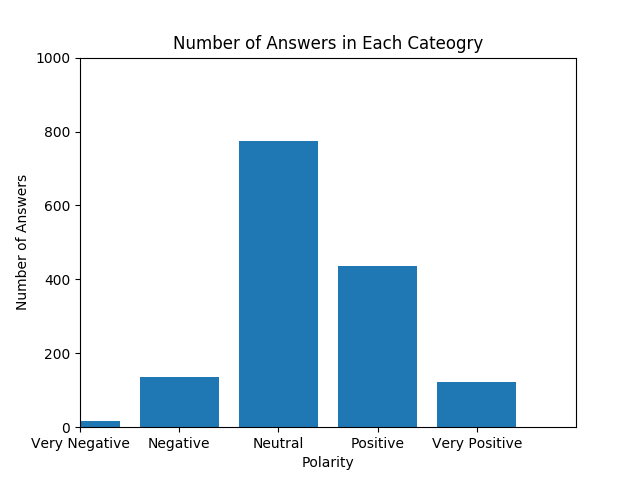 Number of Answers in Each Cateogry
1000
800
600
400
200
0
Number of Answers
Very Negative Negative Neutral Positive Very Positive
Polarity